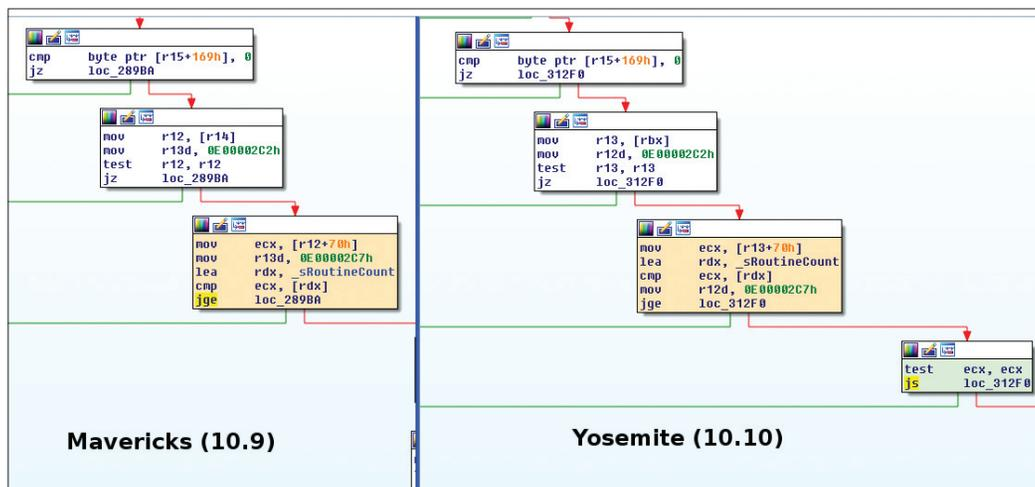 cmp byte ptr [r15+169h], 0
jz loc_289BA
mov r12, [r14]
mov r13d, 0E00002C2h
test r12, r12
jz loc_289BA
mov ecx, [r12+70h]
mov r13d, 0E00002C7h
lea rdx, _sRoutineCount
cmp ecx, [rdx]
jge loc_289BA
Mavericks (10.9)
cmp byte ptr [r15+169h], 0
jz loc_312F0
mov r13, [rbx]
mov r12d, 0E00002C2h
test r13, r13
jz loc_312F0
mov ecx, [r13+70h]
lea rdx, _sRoutineCount
cmp ecx, [rdx]
mov r12d, 0E00002C7h
jge loc_312F0
test ecx, ecx
js loc_312F0
Yosemite (10.10)